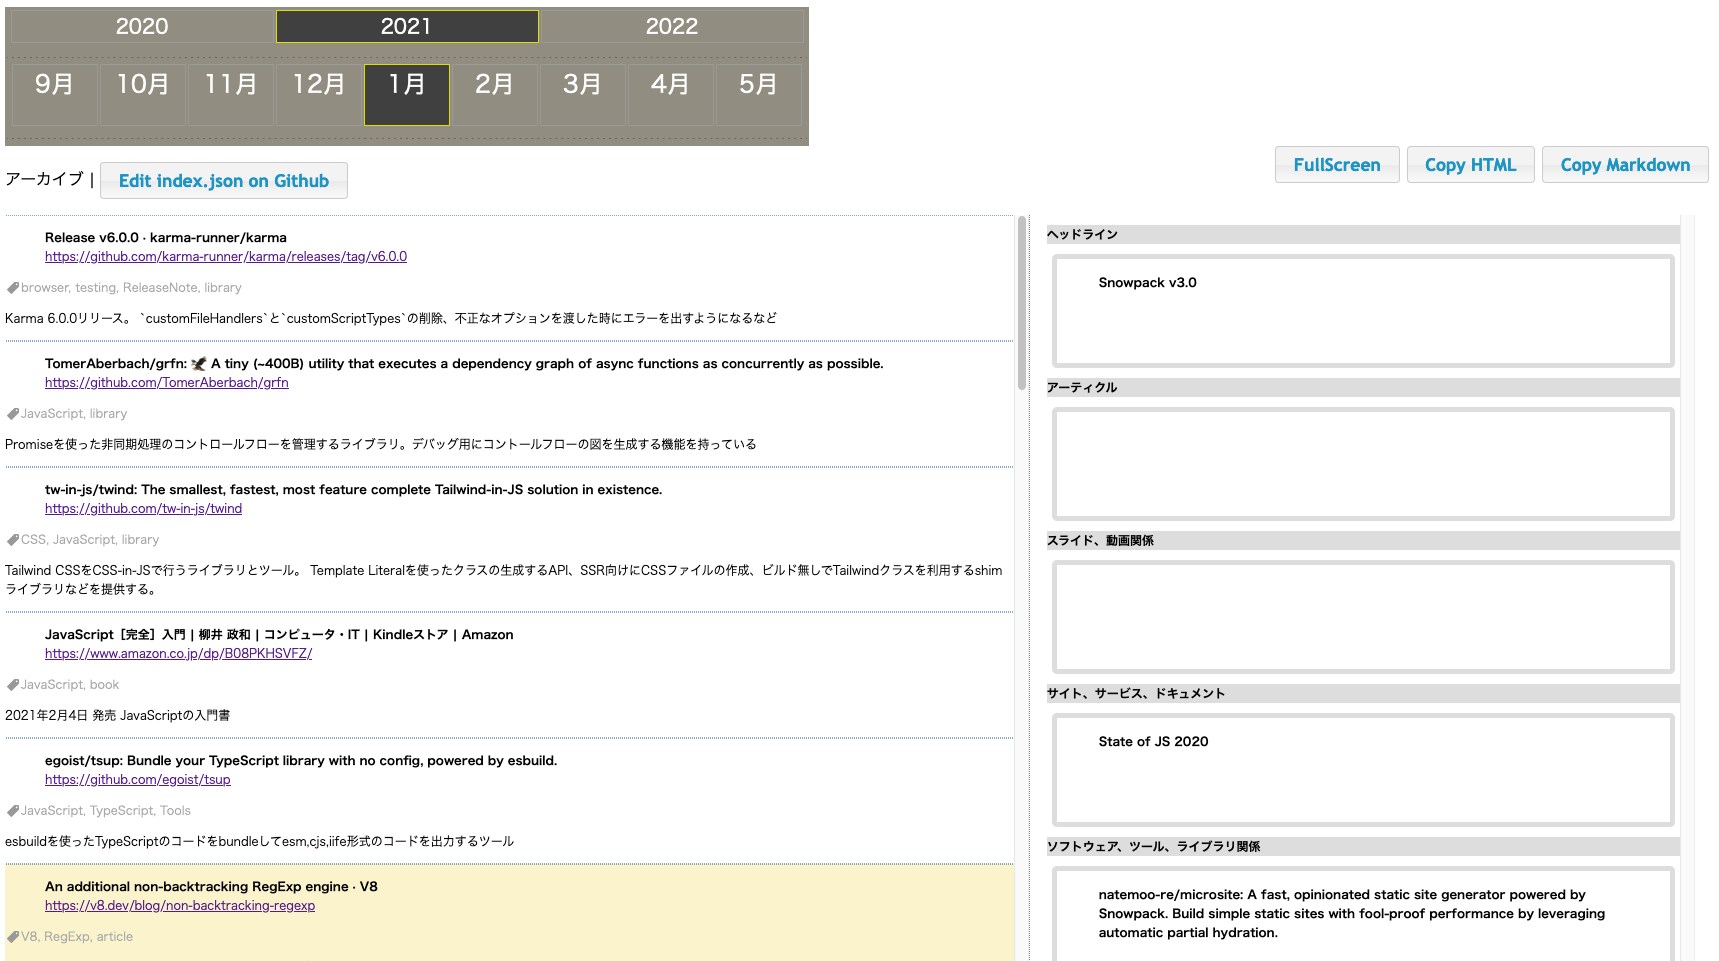 2020 2021 2022
9月 10月 11月 12月 1月 2月 3月 4月 5月
アーカイブ | Edit index.json on Github
FullScreen Copy HTML Copy Markdown
Release v6.0.0 · karma-runner/karma
https://github.com/karma-runner/karma/releases/tag/v6.0.0
browser, testing, ReleaseNote, library
Karma 6.0.0リリース。 `customFileHandlers`と`customScriptTypes`の削除、不正なオプションを渡した時にエラーを出すようになるなど
TomerAberbach/grfn: 🦅 A tiny (~400B) utility that executes a dependency graph of async functions as concurrently as possible.
https://github.com/TomerAberbach/grfn
JavaScript, library
Promiseを使った非同期処理のコントロールフローを管理するライブラリ。デバッグ用にコントールフローの図を生成する機能を持っている
tw-in-js/twind: The smallest, fastest, most feature complete Tailwind-in-JS solution in existence.
https://github.com/tw-in-js/twind
CSS, JavaScript, library
Tailwind CSSをCSS-in-JSで行うライブラリとツール。 Template Literalを使ったクラスの生成するAPI、SSR向けにCSSファイルの作成、ビルド無しでTailwindクラスを利用するshim
ライブラリなどを提供する。
JavaScript［完全］入門 | 柳井 政和 | コンピュータ・IT | Kindleストア | Amazon
https://www.amazon.co.jp/dp/B08PKHSVFZ/
JavaScript, book
2021年2月4日 発売 JavaScriptの入門書
egoist/tsup: Bundle your TypeScript library with no config, powered by esbuild.
https://github.com/egoist/tsup
JavaScript, TypeScript, Tools
esbuildを使ったTypeScriptのコードをbundleしてesm,cjs,iife形式のコードを出力するツール
An additional non-backtracking RegExp engine · V8
https://v8.dev/blog/non-backtracking-regexp
V8, RegExp, article
ヘッドライン
Snowpack v3.0
アーティクル
スライド、動画関係
サイト、サービス、ドキュメント
State of JS 2020
ソフトウェア、ツール、ライブラリ関係
natemoo-re/microsite: A fast, opinionated static site generator powered by
Snowpack. Build simple static sites with fool-proof performance by leveraging
automatic partial hydration.